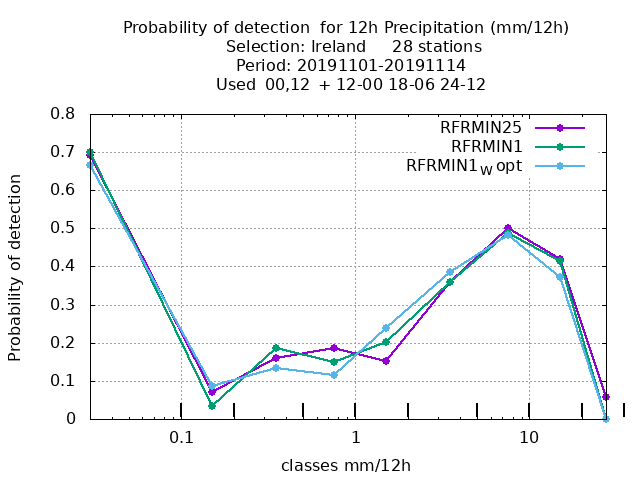 Probability of detection  for 12h Precipitation (mm/12h)
Selection: Ireland     28 stations
Period: 20191101-20191114
Used  00,12  + 12-00 18-06 24-12
RFRMIN25
RFRMIN1
RFRMIN1w opt
Probability of detection
0.8
0.7
0.6
0.5
0.4
0.3
0.2
0.1
0
0.1 1 10
classes mm/12h